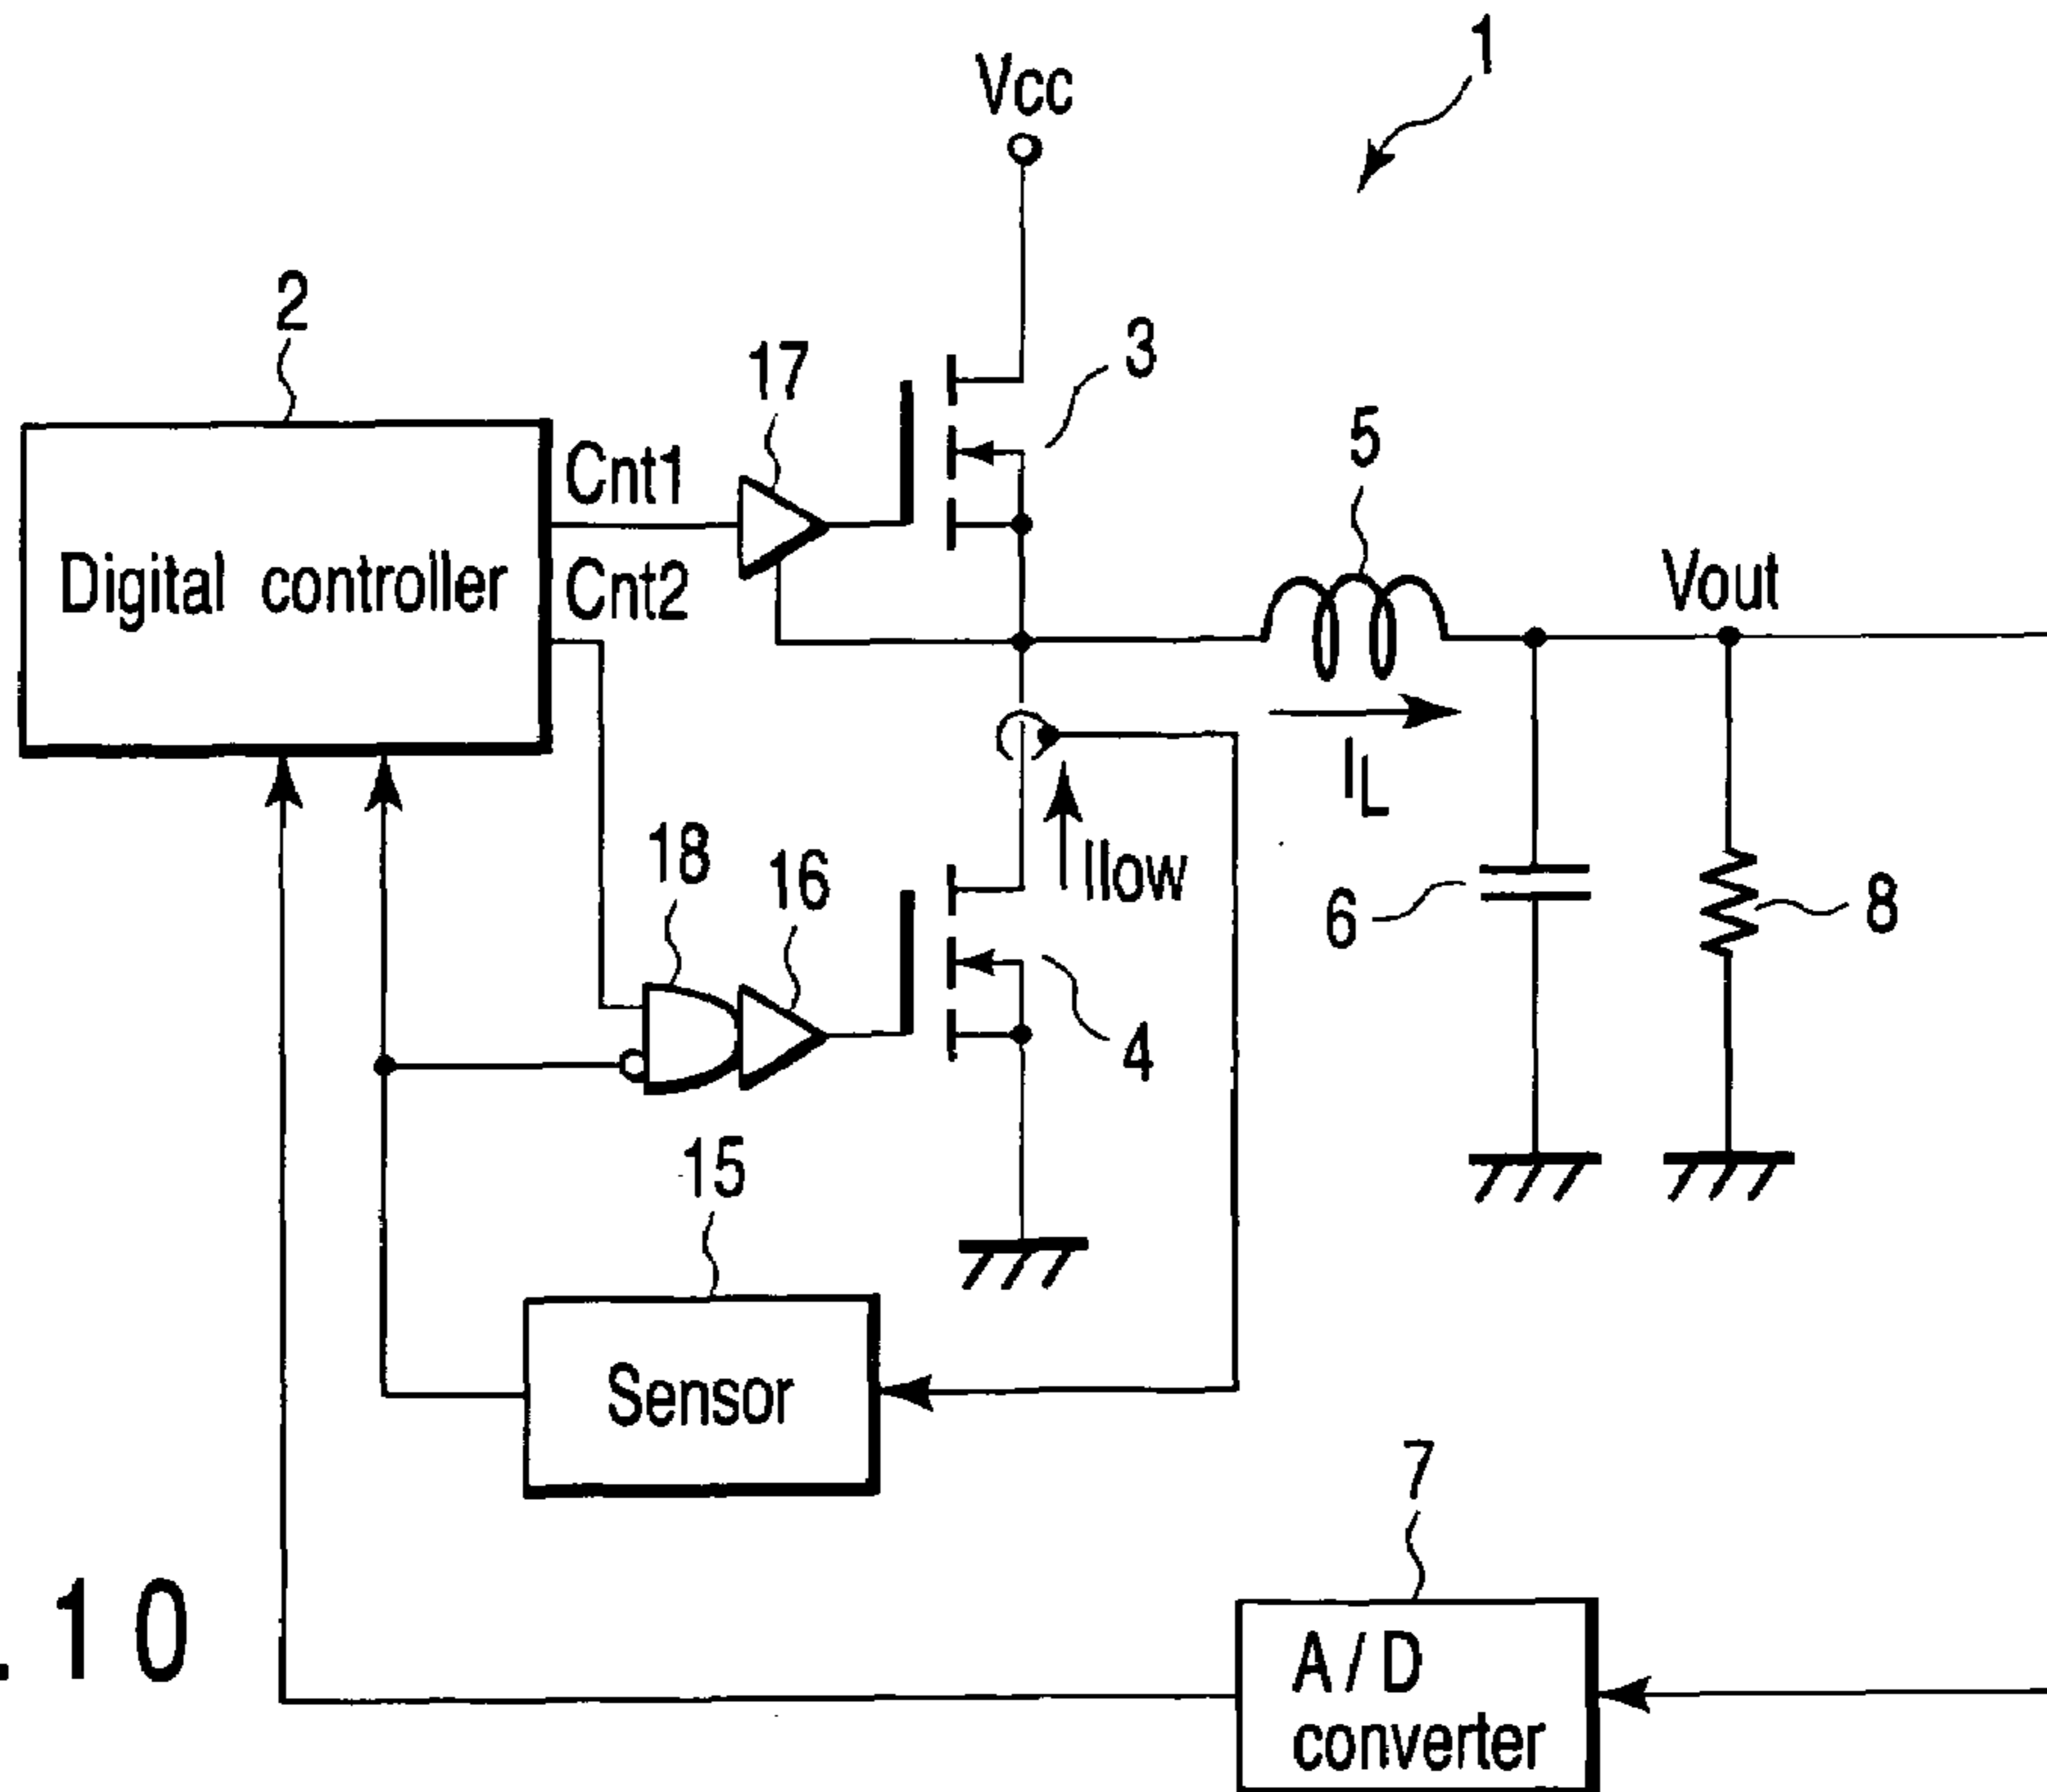 1
Vcc
2
17
3
5
Cnt1
Digital controller
Cnt2
Vout
IL
18
16
Ilow
6
8
4
15
Sensor
7
.10
A/D
converter